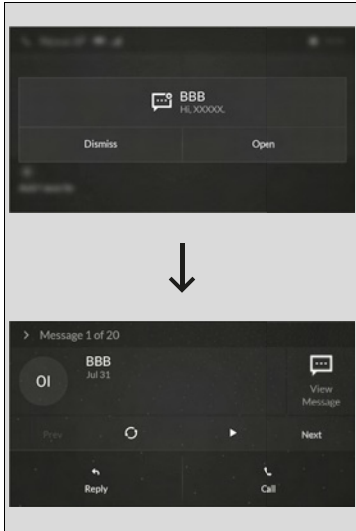 BBB
Hi, XXXXX.
Dismiss Open
Message 1 of 20
BBB
Jul 31
OI
View
Message
Prev Next
Reply Call